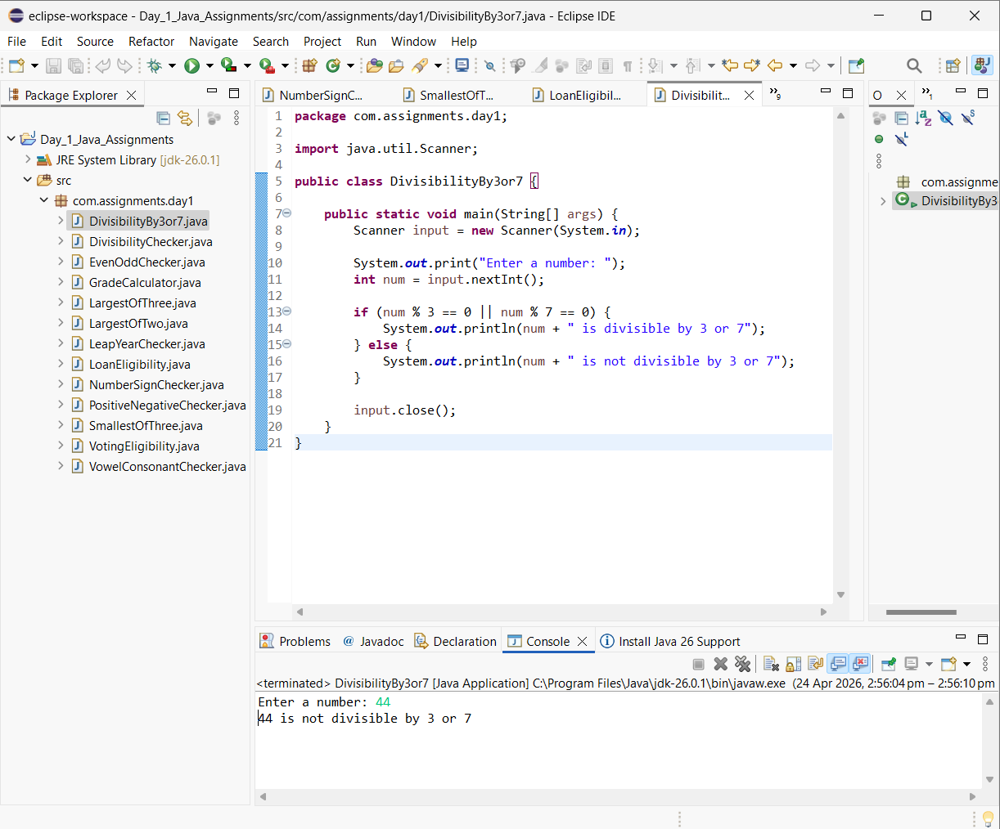 eclipse-workspace - Day_1_Java_Assignments/src/com/assignments/day1/DivisibilityBy3or7.java - Eclipse IDE
File Edit Source Refactor Navigate Search Project Run Window Help
Package Explorer
Day_1_Java_Assignments
JRE System Library [jdk-26.0.1]
src
com.assignments.day1
DivisibilityBy3or7.java
DivisibilityChecker.java
EvenOddChecker.java
GradeCalculator.java
LargestOfThree.java
LargestOfTwo.java
LeapYearChecker.java
LoanEligibility.java
NumberSignChecker.java
PositiveNegativeChecker.java
SmallestOfThree.java
VotingEligibility.java
VowelConsonantChecker.java
NumberSignC... SmallestOfT... LoanEligibil... Divisibilit... »9
1 package com.assignments.day1;
2
3 import java.util.Scanner;
4
5 public class DivisibilityBy3or7 {
6
7 public static void main(String[] args) {
8 Scanner input = new Scanner(System.in);
9
10 System.out.print("Enter a number: ");
11 int num = input.nextInt();
12
13 if (num % 3 == 0 || num % 7 == 0) {
14 System.out.println(num + " is divisible by 3 or 7");
15 } else {
16 System.out.println(num + " is not divisible by 3 or 7");
17 }
18
19 input.close();
20 }
21 }
O »1
com.assignme
DivisibilityBy3
Problems @ Javadoc Declaration Console Install Java 26 Support
<terminated> DivisibilityBy3or7 [Java Application] C:\Program Files\Java\jdk-26.0.1\bin\javaw.exe (24 Apr 2026, 2:56:04 pm – 2:56:10 pm
Enter a number: 44
44 is not divisible by 3 or 7